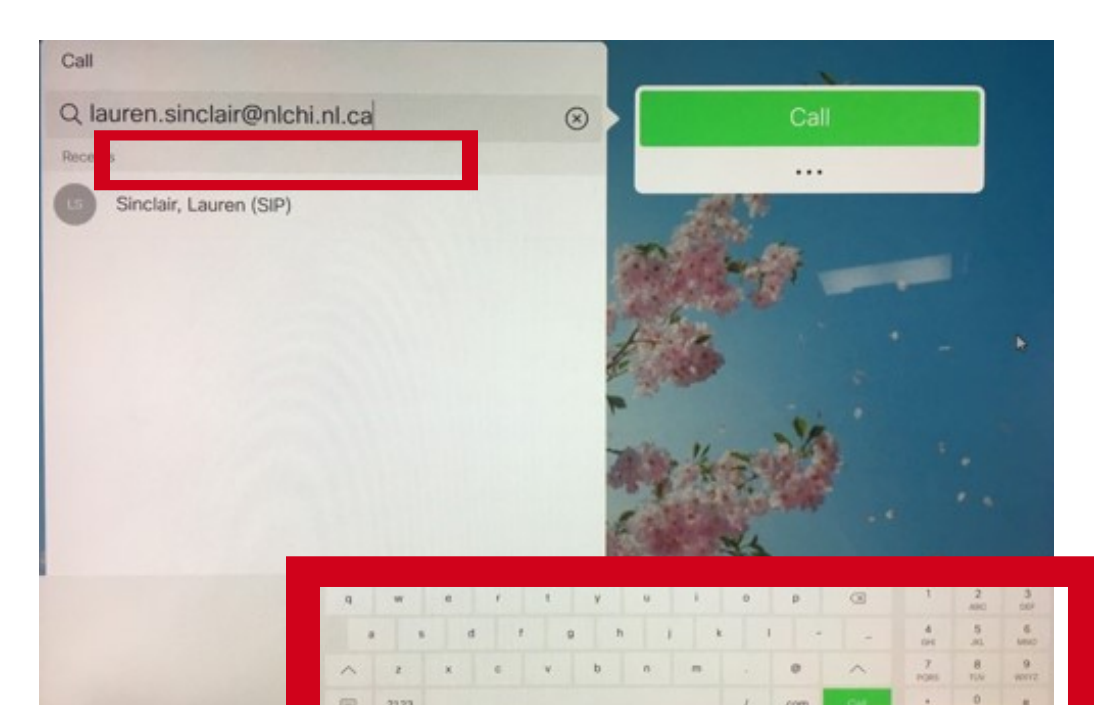 Call
lauren.sinclair@nlchi.nl.ca
Call
...
LS
Sinclair, Lauren (SIP)
q w e r t y u i o p 1 2 3
ABC DEF
a s d f g h j k l - _ 4 5 6
GHI JKL MNO
z x c v b n m . @ 7 8 9
PQRS TUV WXYZ
?123 / .com Call 0